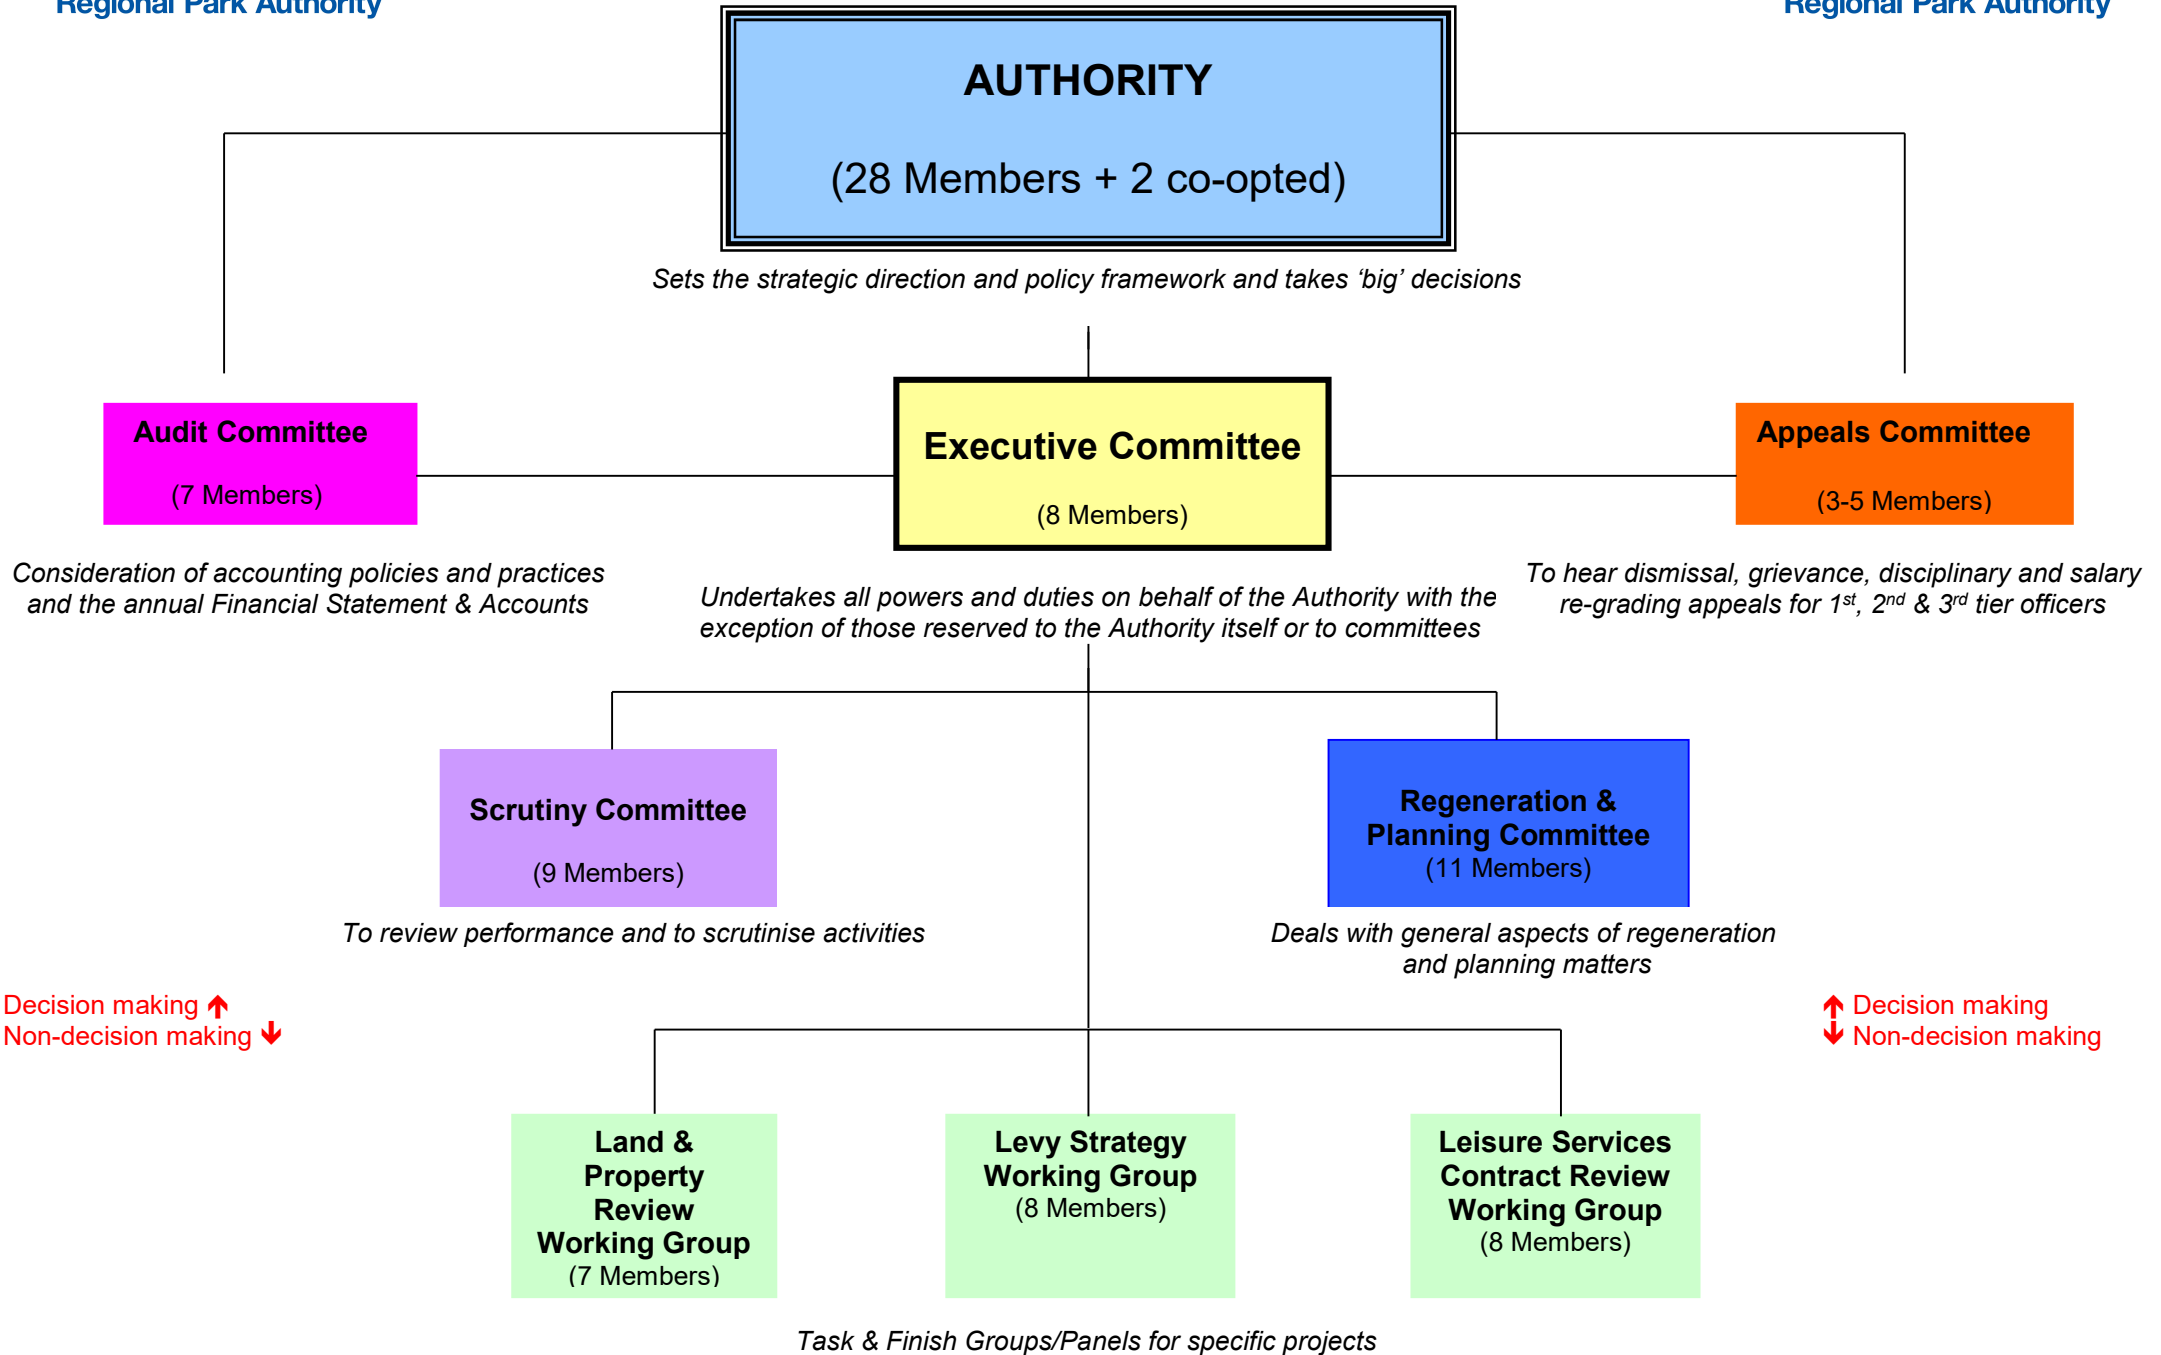 Regional Park Authority
Regional Park Authority
AUTHORITY
(28 Members + 2 co-opted)
Sets the strategic direction and policy framework and takes ‘big’ decisions
Audit Committee
(7 Members)
Executive Committee
(8 Members)
Appeals Committee
(3-5 Members)
Consideration of accounting policies and practices
and the annual Financial Statement & Accounts
Undertakes all powers and duties on behalf of the Authority with the
exception of those reserved to the Authority itself or to committees
To hear dismissal, grievance, disciplinary and salary
re-grading appeals for 1st, 2nd & 3rd tier officers
Scrutiny Committee
(9 Members)
Regeneration &
Planning Committee
(11 Members)
To review performance and to scrutinise activities
Deals with general aspects of regeneration
and planning matters
Decision making ↑
Non-decision making ↓
↑ Decision making
↓ Non-decision making
Land &
Property
Review
Working Group
(7 Members)
Levy Strategy
Working Group
(8 Members)
Leisure Services
Contract Review
Working Group
(8 Members)
Task & Finish Groups/Panels for specific projects